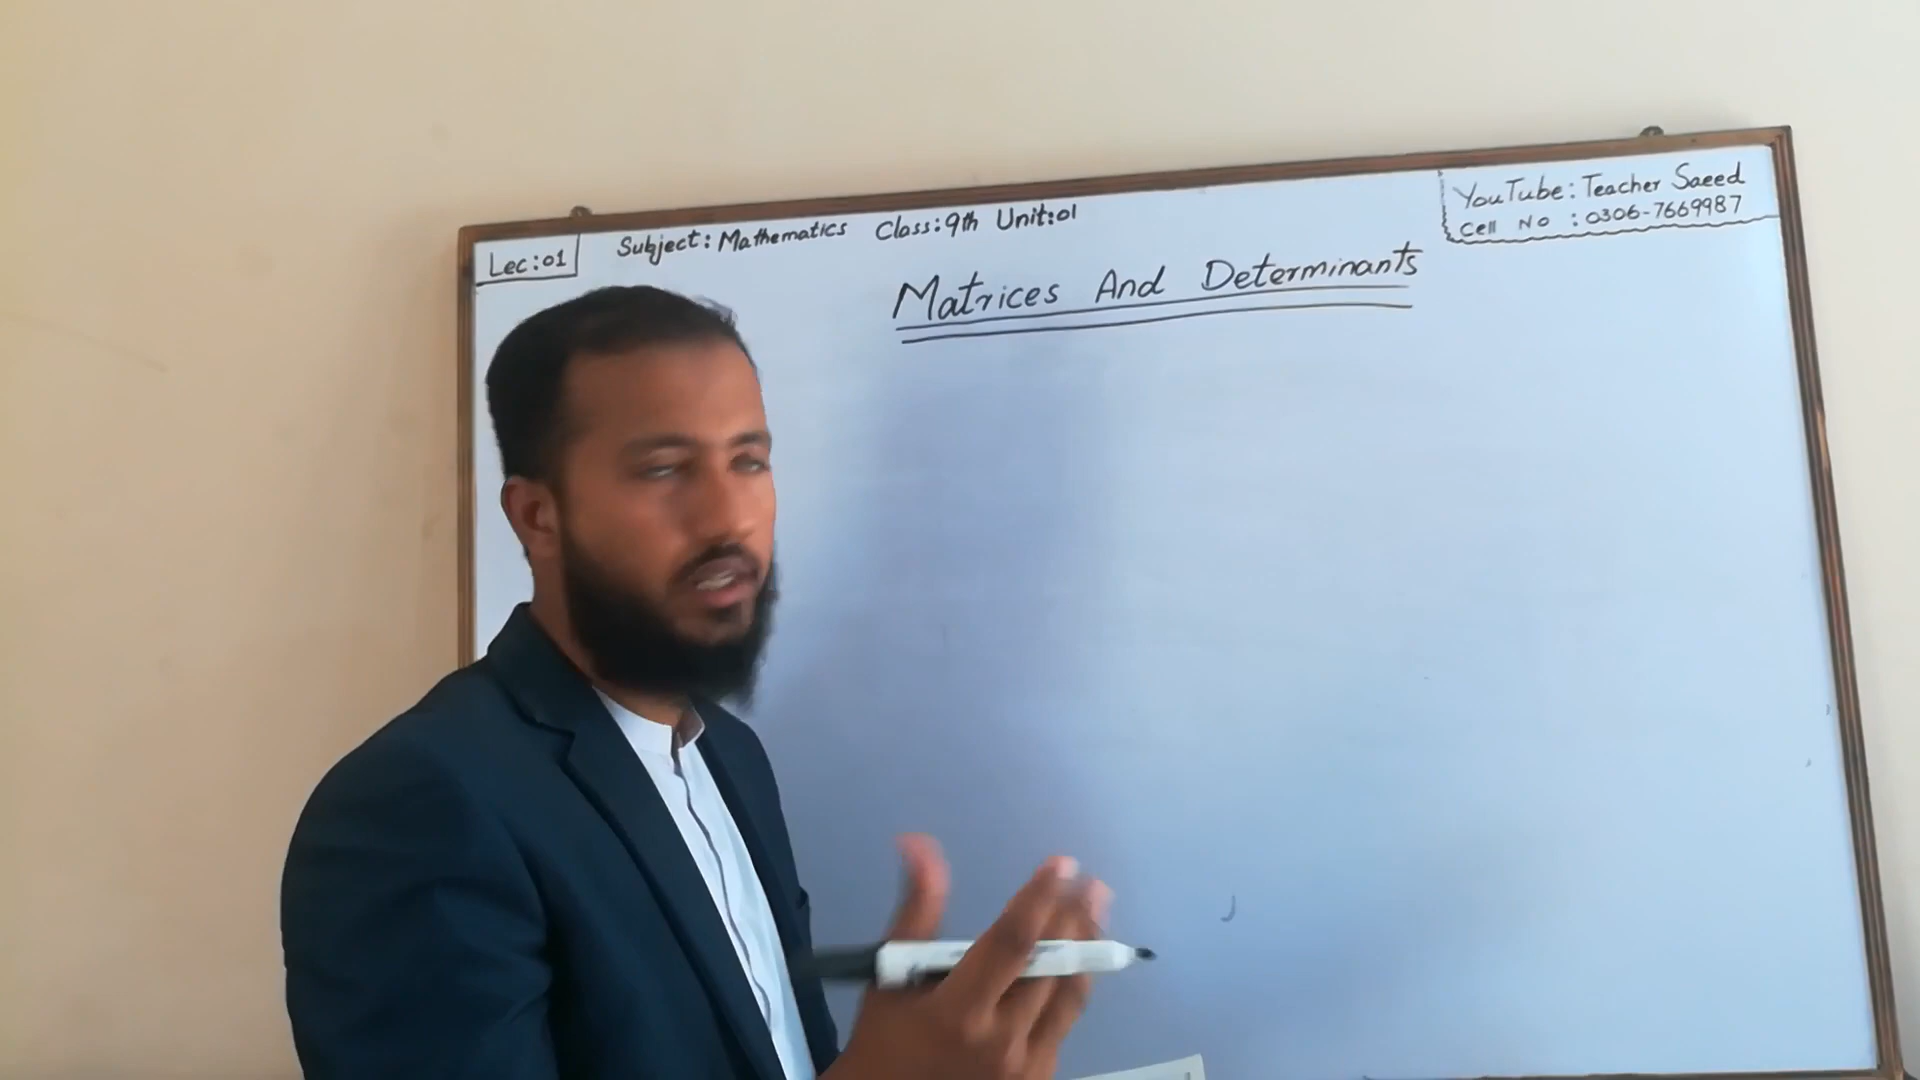 Lec:01
Subject: Mathematics Class: 9th Unit:01
YouTube: Teacher Saeed
Cell No : 0306-7669987
Matrices And Determinants